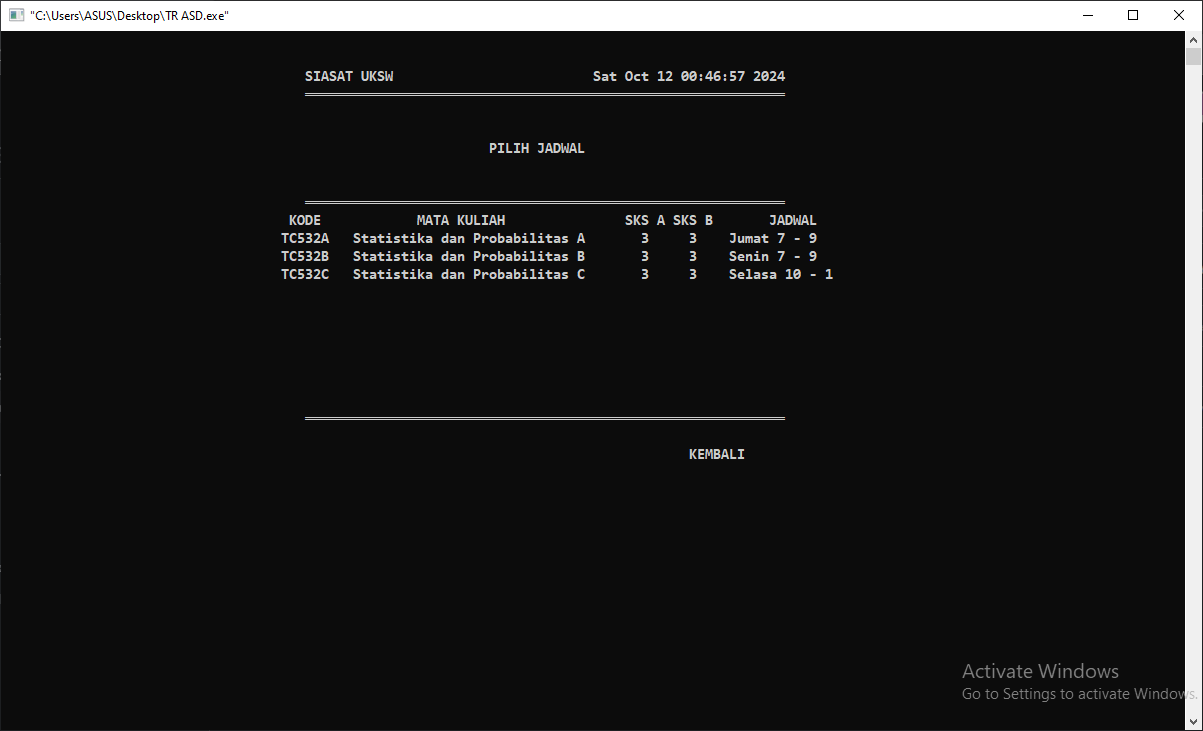 "C:\Users\ASUS\Desktop\TR ASD.exe"
SIASAT UKSW Sat Oct 12 00:46:57 2024
PILIH JADWAL
KODE MATA KULIAH SKS A SKS B JADWAL
TC532A Statistika dan Probabilitas A 3 3 Jumat 7 - 9
TC532B Statistika dan Probabilitas B 3 3 Senin 7 - 9
TC532C Statistika dan Probabilitas C 3 3 Selasa 10 - 1
KEMBALI
Activate Windows
Go to Settings to activate Windows.